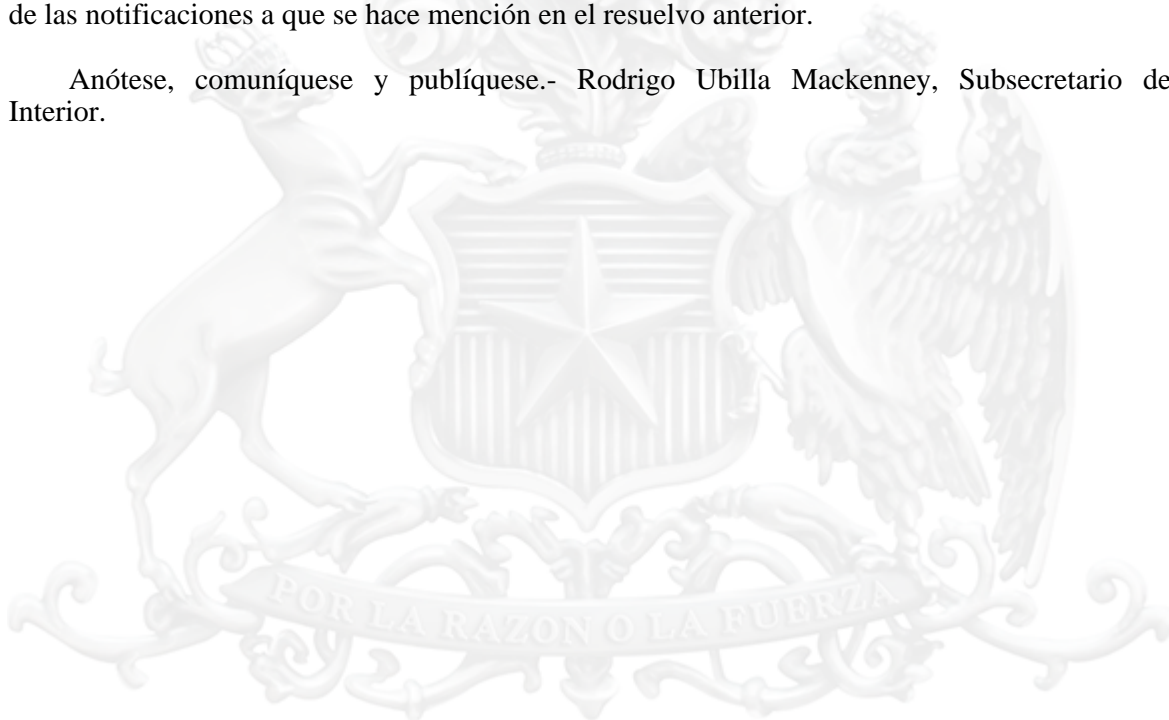 de las notificaciones a que se hace mención en el resuelvo anterior.
Anótese, comuníquese y publíquese.- Rodrigo Ubilla Mackenney, Subsecretario de
Interior.
POR LA RAZON O LA FUERZA